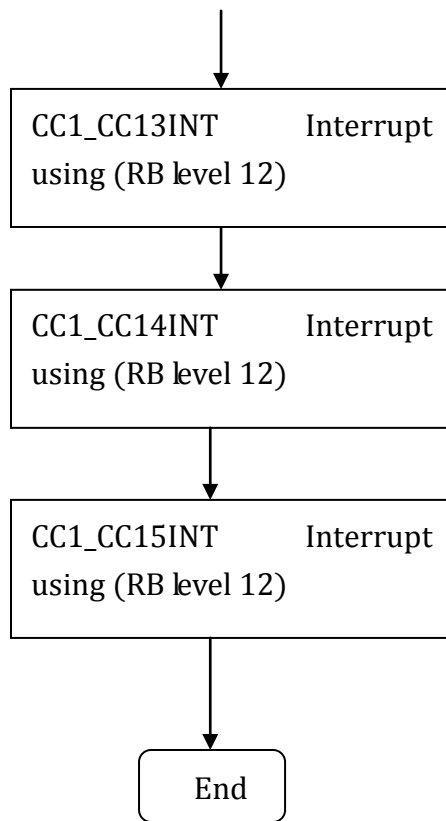 CC1_CC13INT Interrupt
using (RB level 12)
CC1_CC14INT Interrupt
using (RB level 12)
CC1_CC15INT Interrupt
using (RB level 12)
End